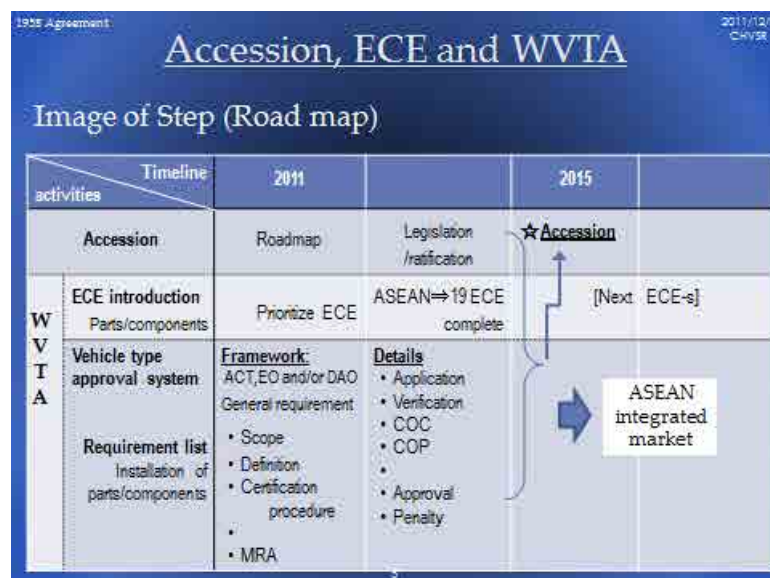 1958 Agreement
2011/12/
CHVSR
Accession, ECE and WVTA
Image of Step (Road map)
Timeline
activities
2011
2015
Accession
Roadmap
Legislation
/ratification
☆Accession
WVTA
ECE introduction
Parts/components
Prioritize ECE
ASEAN⇒19 ECE
complete
[Next ECE-s]
Vehicle type
approval system
Requirement list
Installation of
parts/components
Framework:
ACT,EO and/or DAO
General requirement
• Scope
• Definition
• Certification
procedure
•
• MRA
Details
• Application
• Verification
• COC
• COP
•
• Approval
• Penalty
ASEAN
integrated
market